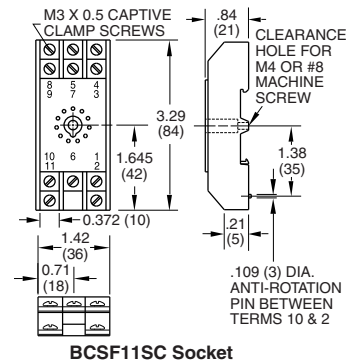 M3 X 0.5 CAPTIVE
CLAMP SCREWS
.84
(21)
CLEARANCE
HOLE FOR
M4 OR #8
MACHINE
SCREW
8 5 4
9 7 3
3.29
(84)
10 6 1
11 2
1.645
(42)
1.38
(35)
0.372 (10)
1.42
(36)
0.71
(18)
.21
(5)
.109 (3) DIA.
ANTI-ROTATION
PIN BETWEEN
TERMS 10 & 2
BCSF11SC Socket